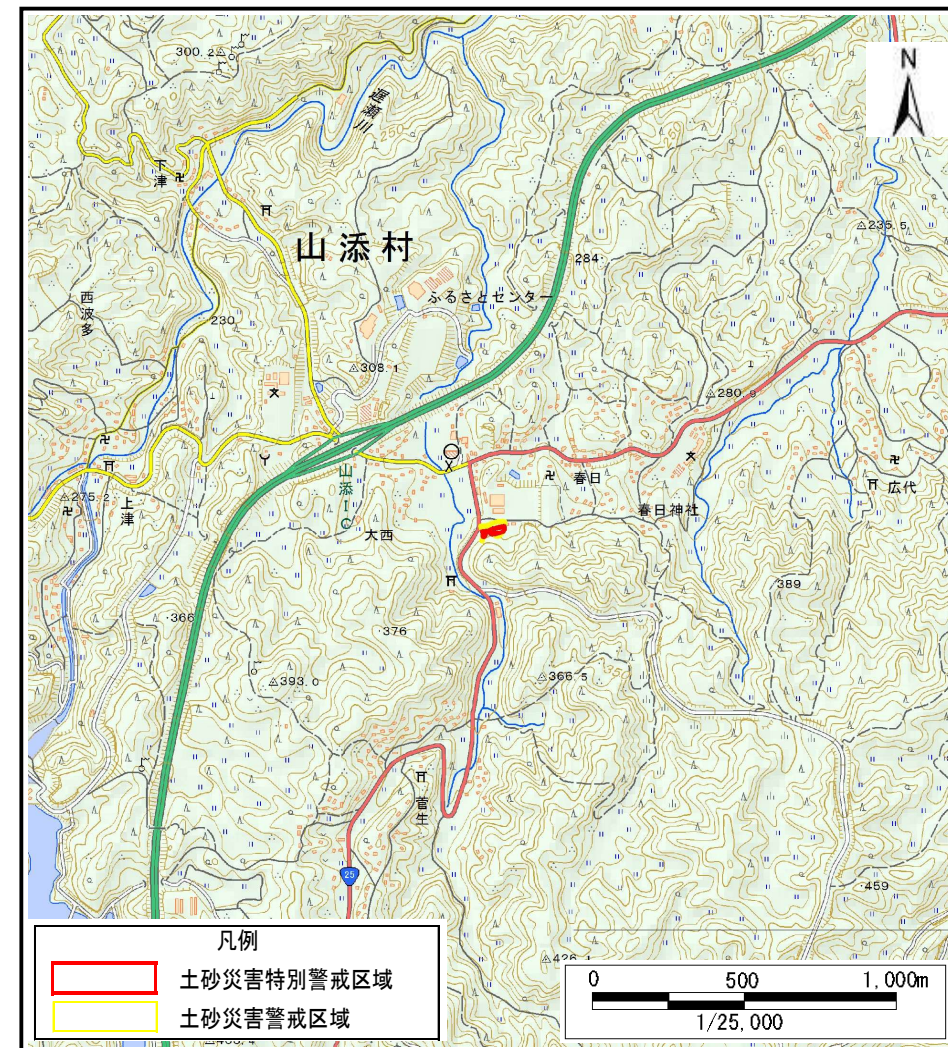 300.2
遅瀬川
N
下津
山添村
235.5
284
ふるさとセンター
西波多
230
308.1
280.9
山添IC
春日
275.2
上津
大西
春日神社
広代
389
366
376
393.0
366.5
菅生
25
459
426.1
凡例
土砂災害特別警戒区域
土砂災害警戒区域
0 500 1,000m
1/25,000